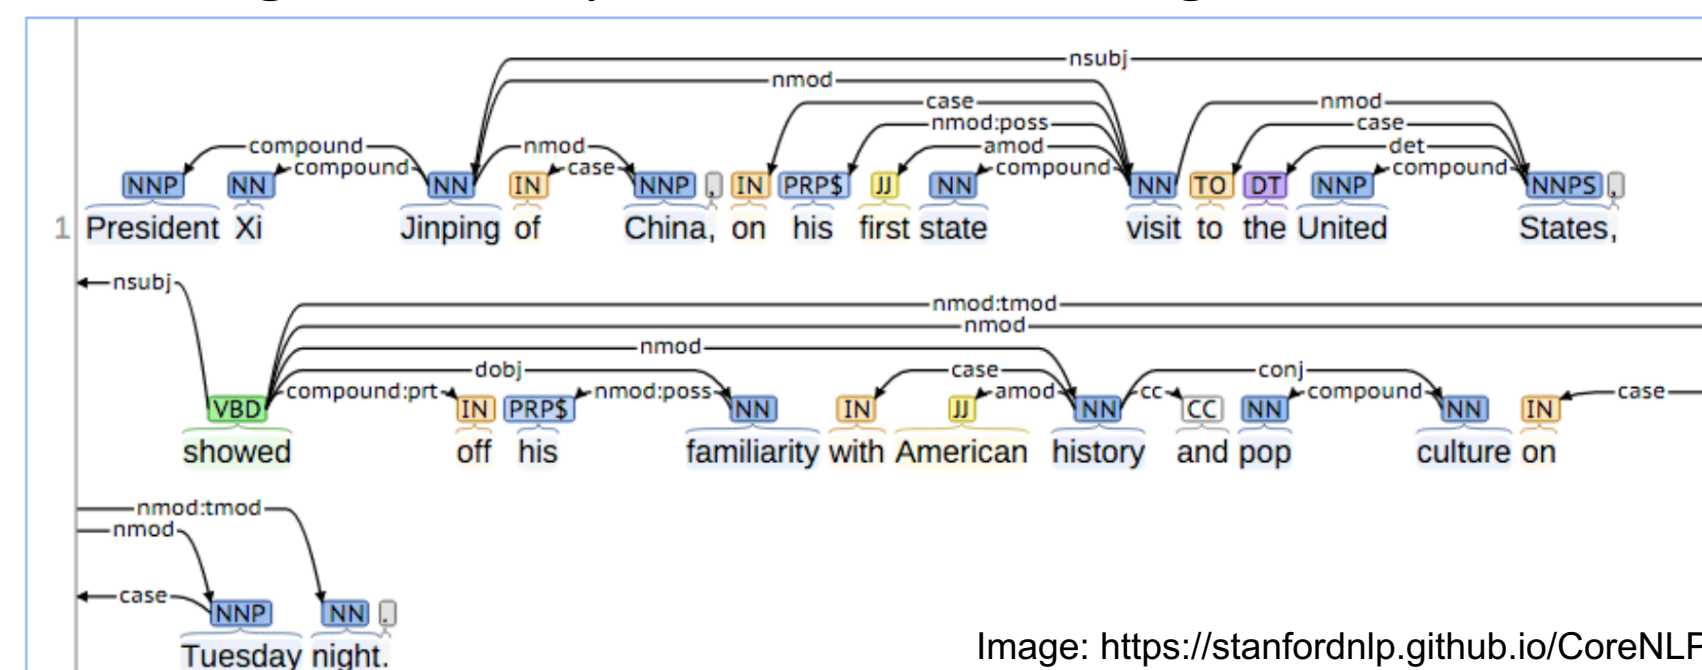 nsubj
nmod
case nmod
nmod:poss case
compound nmod amod det
compound case compound compound
NNP NN NN IN NNP , IN PRP$ JJ NN NN TO DT NNP NNPS ,
1 President Xi Jinping of China, on his first state visit to the United States,
nsubj
nmod:tmod
nmod
nmod
dobj case conj
compound:prt nmod:poss amod cc compound case
VBD IN PRP$ NN IN JJ NN CC NN NN IN
showed off his familiarity with American history and pop culture on
nmod:tmod
nmod
case
NNP NN .
Tuesday night.
Image: https://stanfordnlp.github.io/CoreNLP